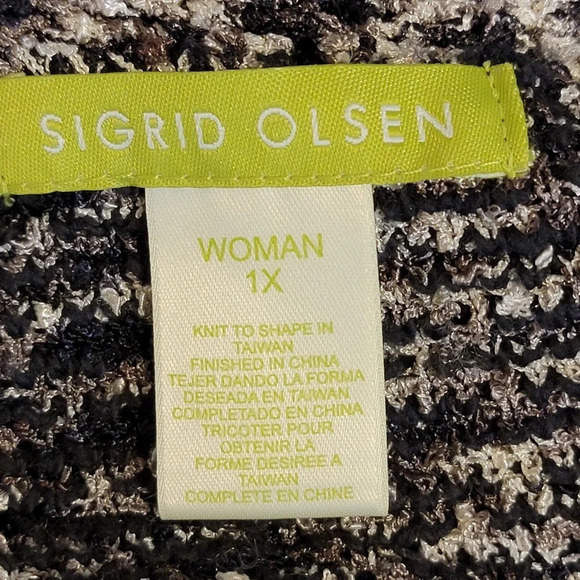 SIGRID OLSEN
WOMAN
1X
KNIT TO SHAPE IN
TAIWAN
FINISHED IN CHINA
TEJER DANDO LA FORMA
DESEADA EN TAIWAN
COMPLETADO EN CHINA
TRICOTER POUR
OBTENIR LA
FORME DESIREE A
TAIWAN
COMPLETE EN CHINE